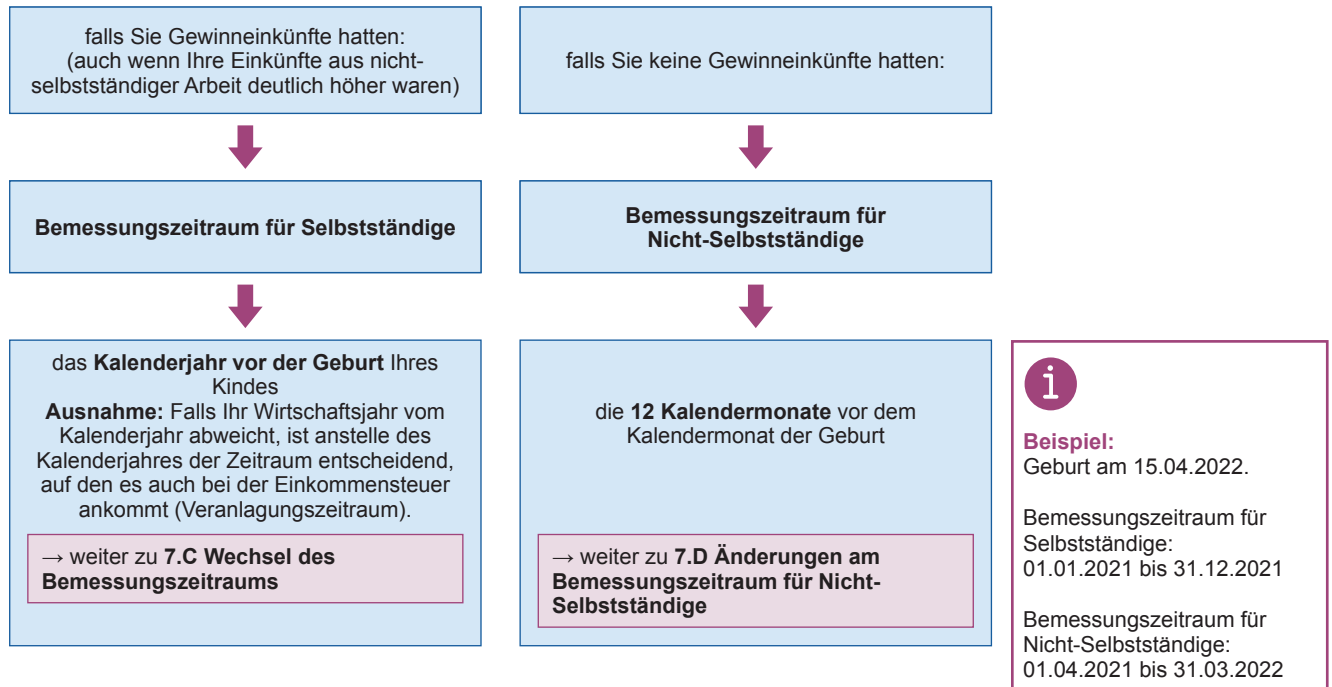 falls Sie Gewinneinkünfte hatten:
(auch wenn Ihre Einkünfte aus nicht-
selbstständiger Arbeit deutlich höher waren)
falls Sie keine Gewinneinkünfte hatten:
Bemessungszeitraum für Selbstständige
Bemessungszeitraum für
Nicht-Selbstständige
das Kalenderjahr vor der Geburt Ihres
Kindes
Ausnahme: Falls Ihr Wirtschaftsjahr vom
Kalenderjahr abweicht, ist anstelle des
Kalenderjahres der Zeitraum entscheidend,
auf den es auch bei der Einkommensteuer
ankommt (Veranlagungszeitraum).
→ weiter zu 7.C Wechsel des
Bemessungszeitraums
die 12 Kalendermonate vor dem
Kalendermonat der Geburt
→ weiter zu 7.D Änderungen am
Bemessungszeitraum für Nicht-
Selbstständige
i
Beispiel:
Geburt am 15.04.2022.
Bemessungszeitraum für
Selbstständige:
01.01.2021 bis 31.12.2021
Bemessungszeitraum für
Nicht-Selbstständige:
01.04.2021 bis 31.03.2022